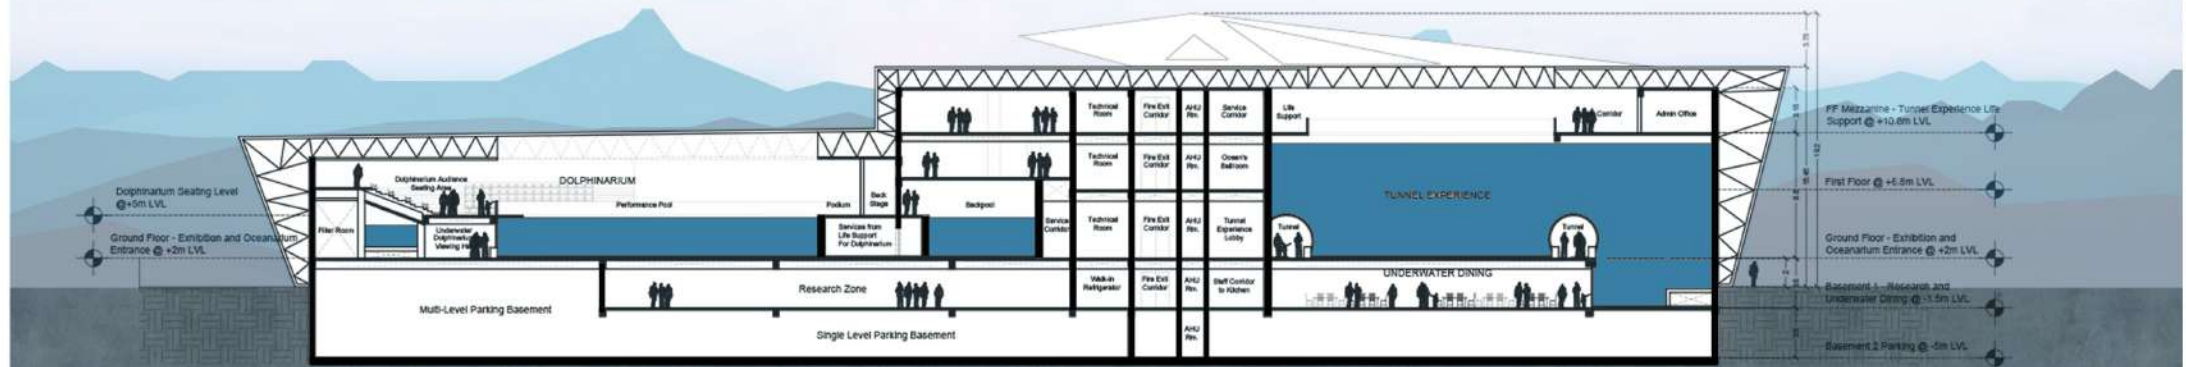 Dolphinarium Seating Level
@+5m LVL
Ground Floor - Exhibition and Oceanarium
Entrance @ +2m LVL
Filter Room
Dolphinarium Audience
Seating Area
Underwater
Dolphinarium
DOLPHINARIUM
Performance Pool
Podium
Back
Stage
Services from
Life Support
For Dolphinarium
Backpool
Service
Corridor
Technical
Room
Fire Exit
Corridor
AHU
Rm.
Service
Corridor
Life
Support
Corridor
Admin Office
Technical
Room
Fire Exit
Corridor
AHU
Rm.
Ocean's
Ballroom
Technical
Room
Fire Exit
Corridor
AHU
Rm.
Tunnel
Experience
Lobby
TUNNEL EXPERIENCE
Tunnel
Tunnel
Walk-in
Refrigerator
Fire Exit
Corridor
AHU
Rm.
Staff Corridor
to Kitchen
UNDERWATER DINING
Research Zone
Multi-Level Parking Basement
Single Level Parking Basement
AHU
Rm.
3.75
FF Mezzanine - Tunnel Experience Life
Support @ +10.8m LVL
First Floor @ +6.8m LVL
Ground Floor - Exhibition and
Oceanarium Entrance @ +2m LVL
Basement 1 - Research and
Underwater Dining @ -1.5m LVL
Basement 2 Parking @ -5m LVL